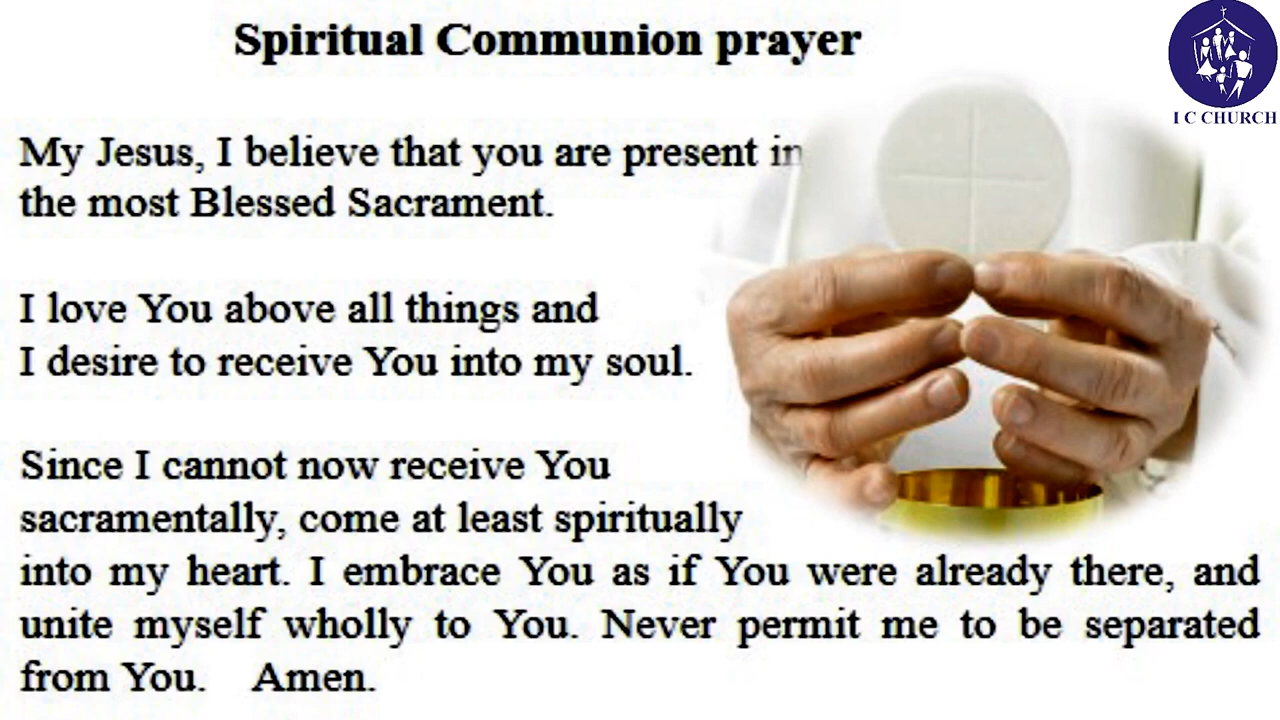 Spiritual Communion prayer
I C CHURCH
My Jesus, I believe that you are present in
the most Blessed Sacrament.
I love You above all things and
I desire to receive You into my soul.
Since I cannot now receive You
sacramentally, come at least spiritually
into my heart. I embrace You as if You were already there, and
unite myself wholly to You. Never permit me to be separated
from You. Amen.